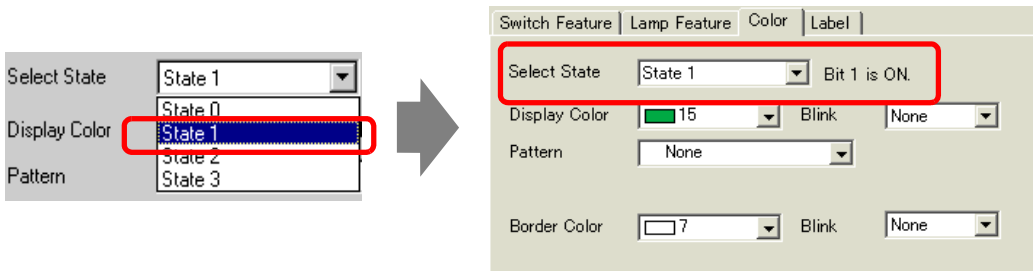 Select State State 1
State 0
Display Color State 1
State 2
Pattern State 3
Switch Feature Lamp Feature Color Label
Select State State 1 Bit 1 is ON.
Display Color 15 Blink None
Pattern None
Border Color 7 Blink None